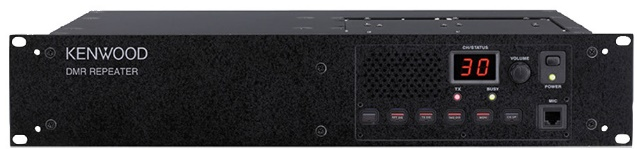 KENWOOD
DMR REPEATER
CH/STATUS
30
VOLUME
POWER
TX
BUSY
MIC